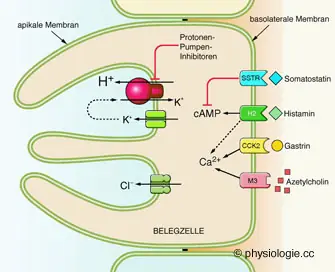 apikale Membran
basolaterale Membran
Protonen-
Pumpen-
Inhibitoren
H⁺
K⁺
K⁺
Cl⁻
cAMP
Ca²⁺
SSTR
Somatostatin
H2
Histamin
CCK2
Gastrin
M3
Azetylcholin
BELEGZELLE
© physiologie.cc